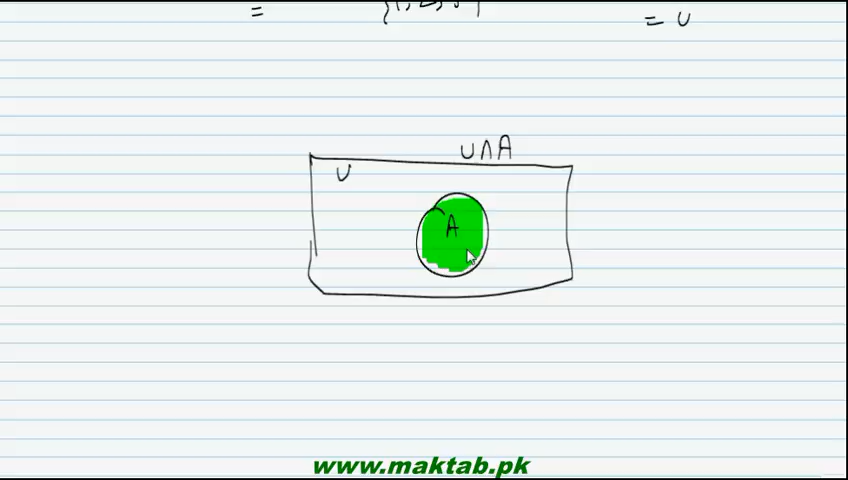 =
= U
U∩A
U
A
www.maktab.pk